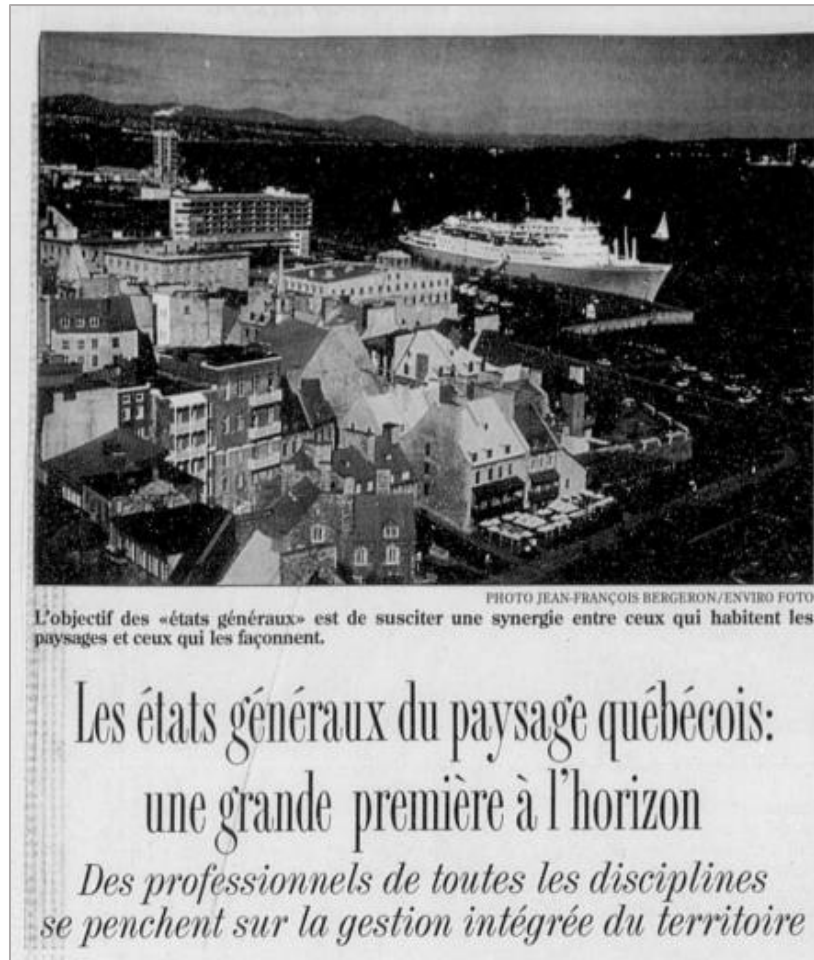 PHOTO JEAN-FRANÇOIS BERGERON/ENVIRO FOTO
L'objectif des «états généraux» est de susciter une synergie entre ceux qui habitent les
paysages et ceux qui les façonnent.
Les états généraux du paysage québécois:
une grande première à l'horizon
Des professionnels de toutes les disciplines
se penchent sur la gestion intégrée du territoire